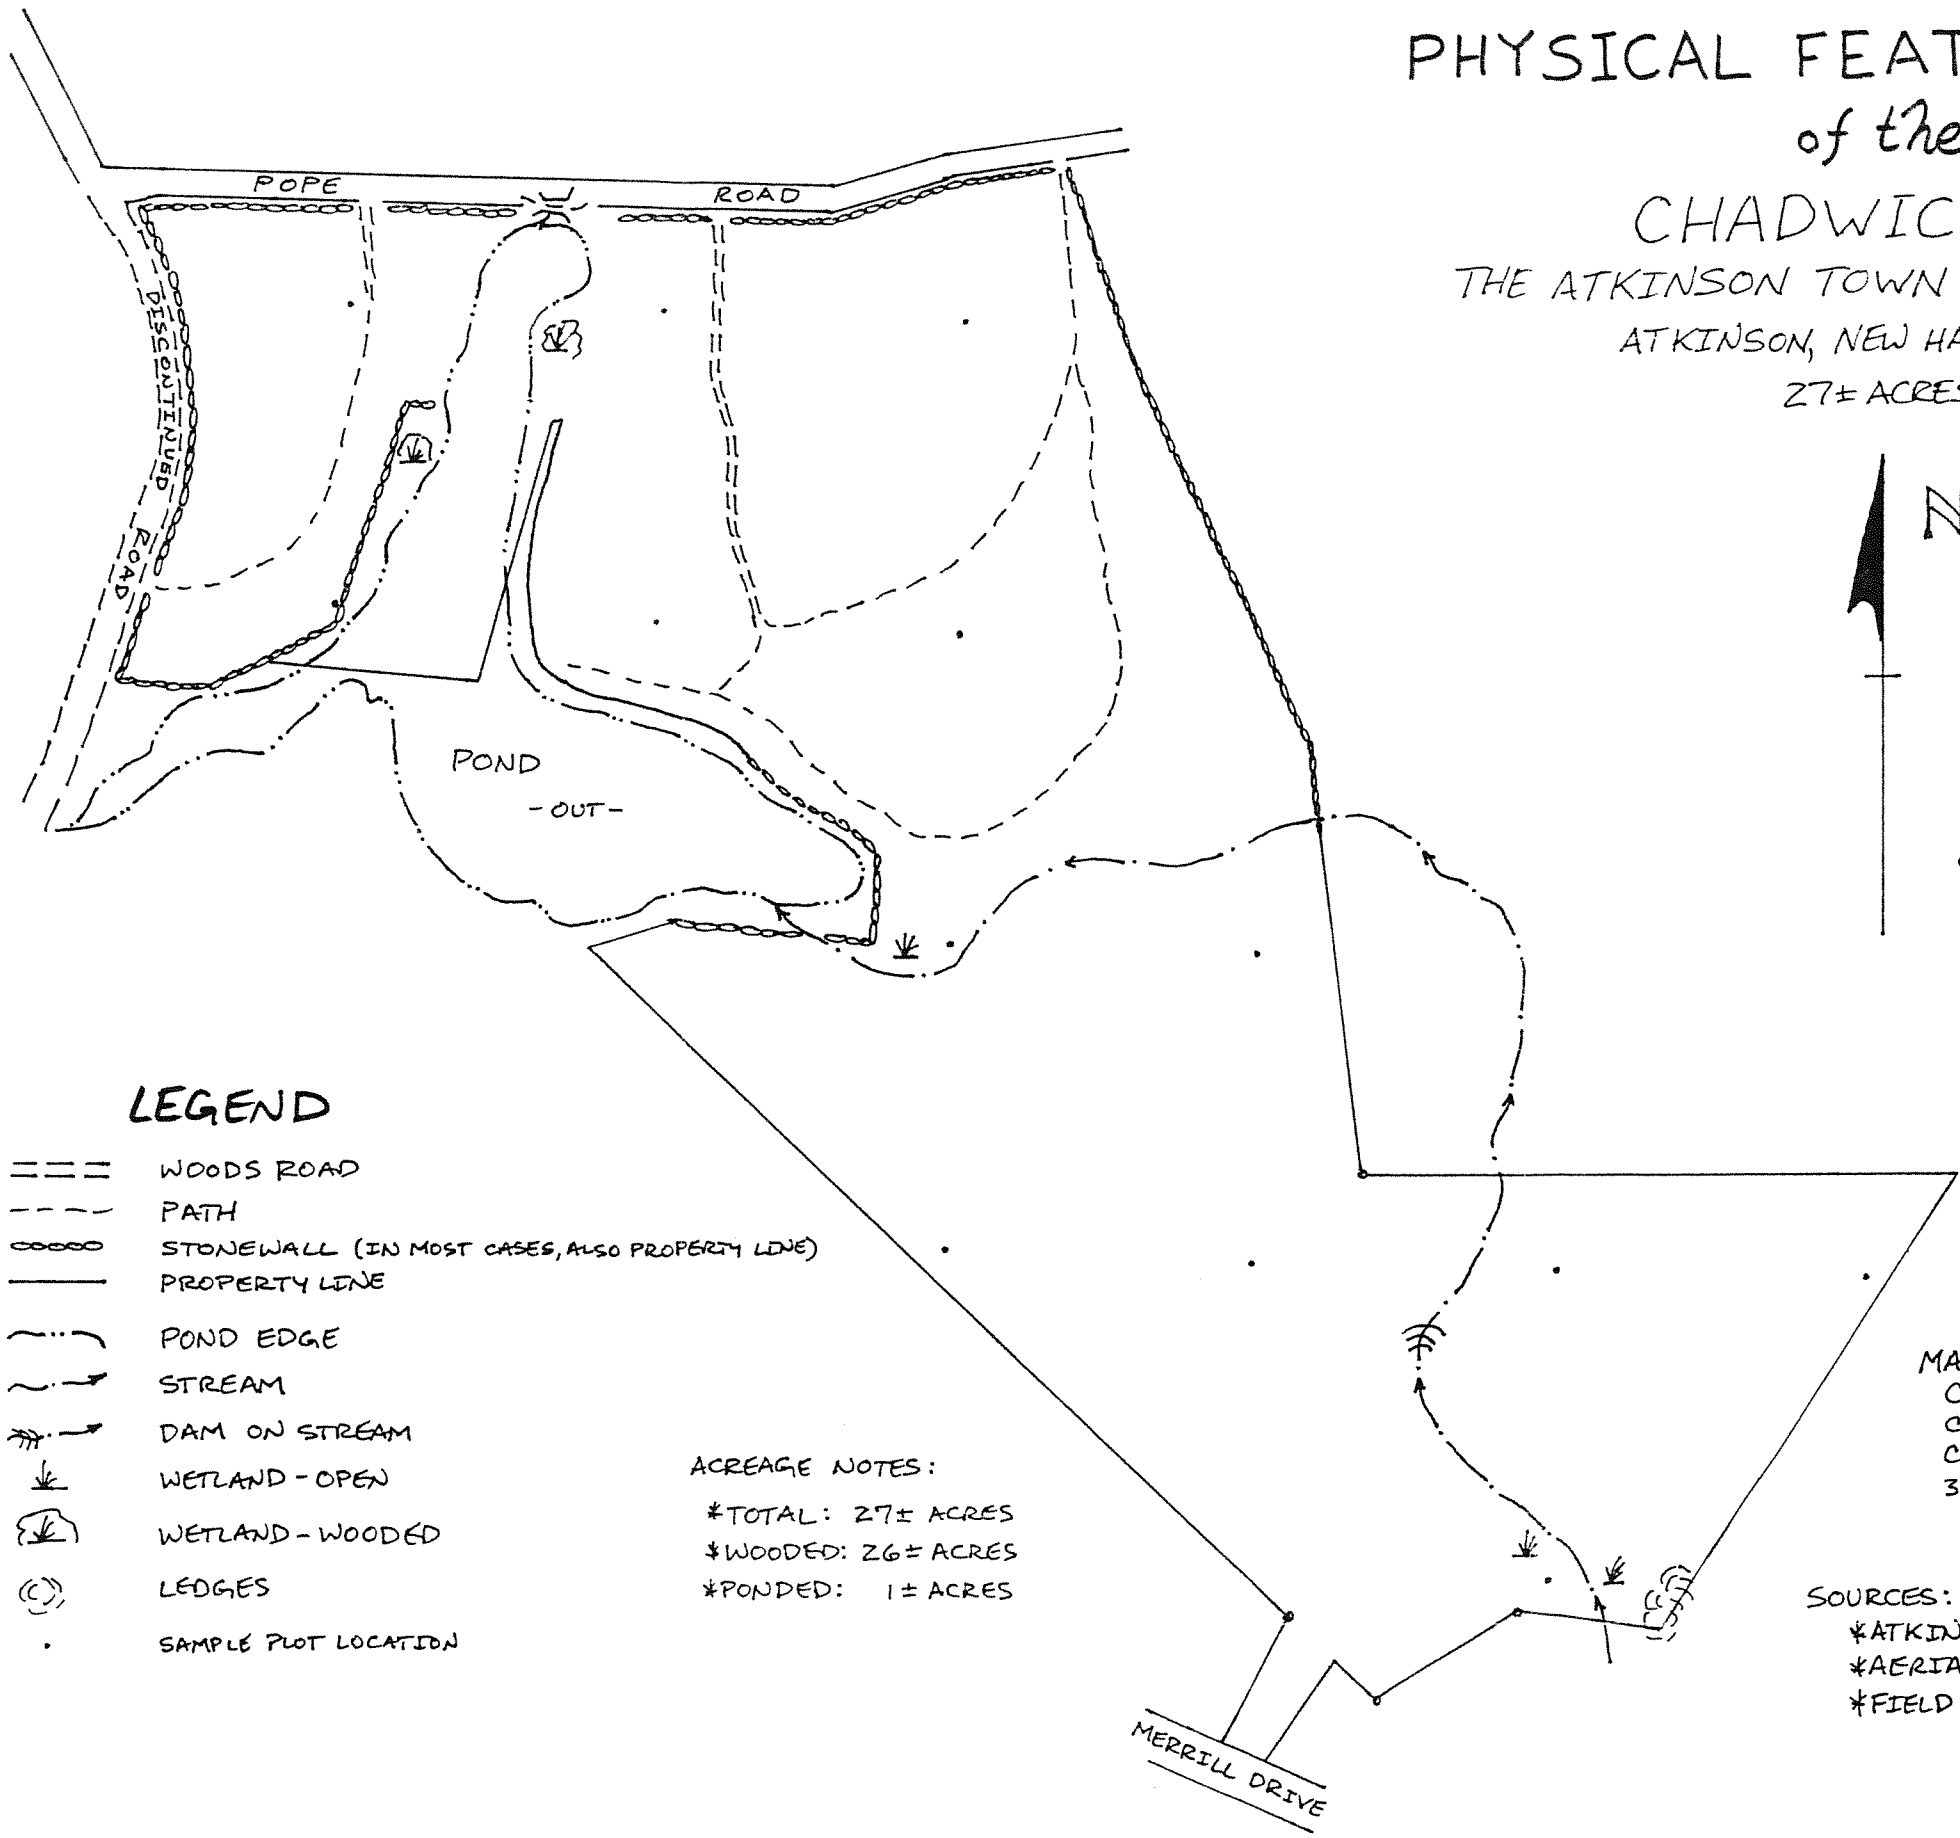 PHYSICAL FEAT
of the
CHADWIC
THE ATKINSON TOWN
ATKINSON, NEW HA
27± ACRES
POPE ROAD
DISCONTINUED ROAD
N
POND
-OUT-
LEGEND
WOODS ROAD
PATH
STONEWALL (IN MOST CASES, ALSO PROPERTY LINE)
PROPERTY LINE
POND EDGE
STREAM
DAM ON STREAM
WETLAND - OPEN
WETLAND - WOODED
LEDGES
SAMPLE PLOT LOCATION
ACREAGE NOTES:
*TOTAL: 27± ACRES
*WOODED: 26± ACRES
*PONDED: 1± ACRES
MA
C
C
C
3
SOURCES:
*ATKIN
*AERIA
*FIELD
MERRILL DRIVE